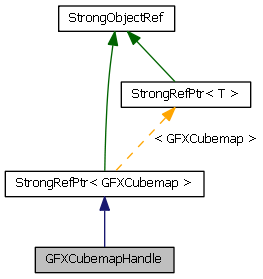 StrongObjectRef
StrongRefPtr< T >
< GFXCubemap >
StrongRefPtr< GFXCubemap >
GFXCubemapHandle